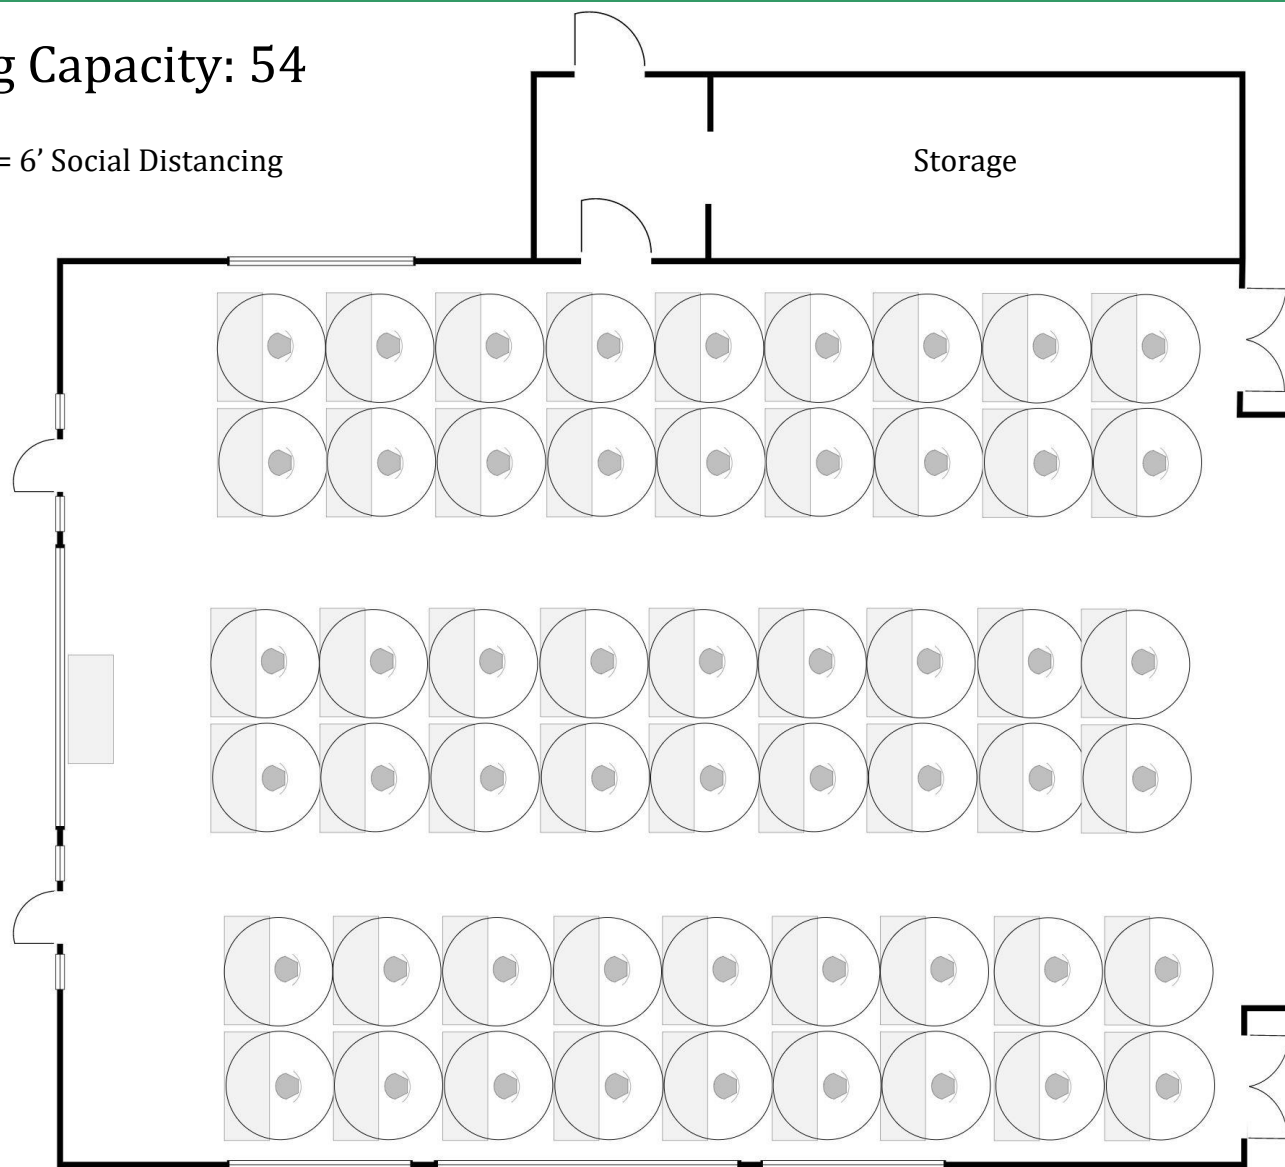 g Capacity: 54
= 6’ Social Distancing
Storage